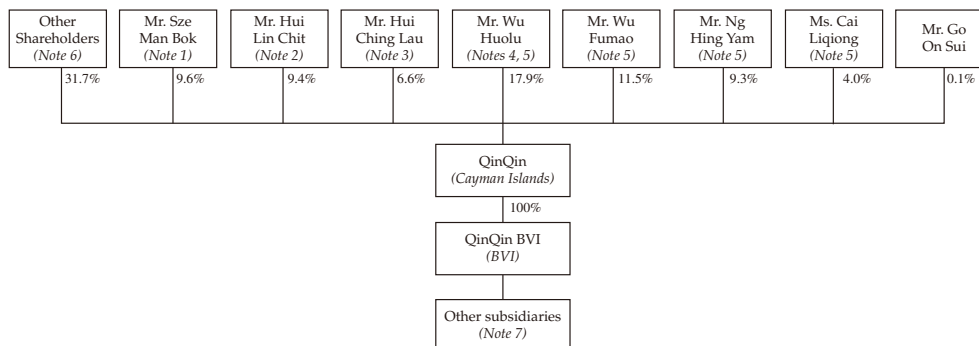 Other
Shareholders
(Note 6)
Mr. Sze
Man Bok
(Note 1)
Mr. Hui
Lin Chit
(Note 2)
Mr. Hui
Ching Lau
(Note 3)
Mr. Wu
Huolu
(Notes 4, 5)
Mr. Wu
Fumao
(Note 5)
Mr. Ng
Hing Yam
(Note 5)
Ms. Cai
Liqiong
(Note 5)
Mr. Go
On Sui
31.7%
9.6%
9.4%
6.6%
17.9%
11.5%
9.3%
4.0%
0.1%
QinQin
(Cayman Islands)
100%
QinQin BVI
(BVI)
Other subsidiaries
(Note 7)